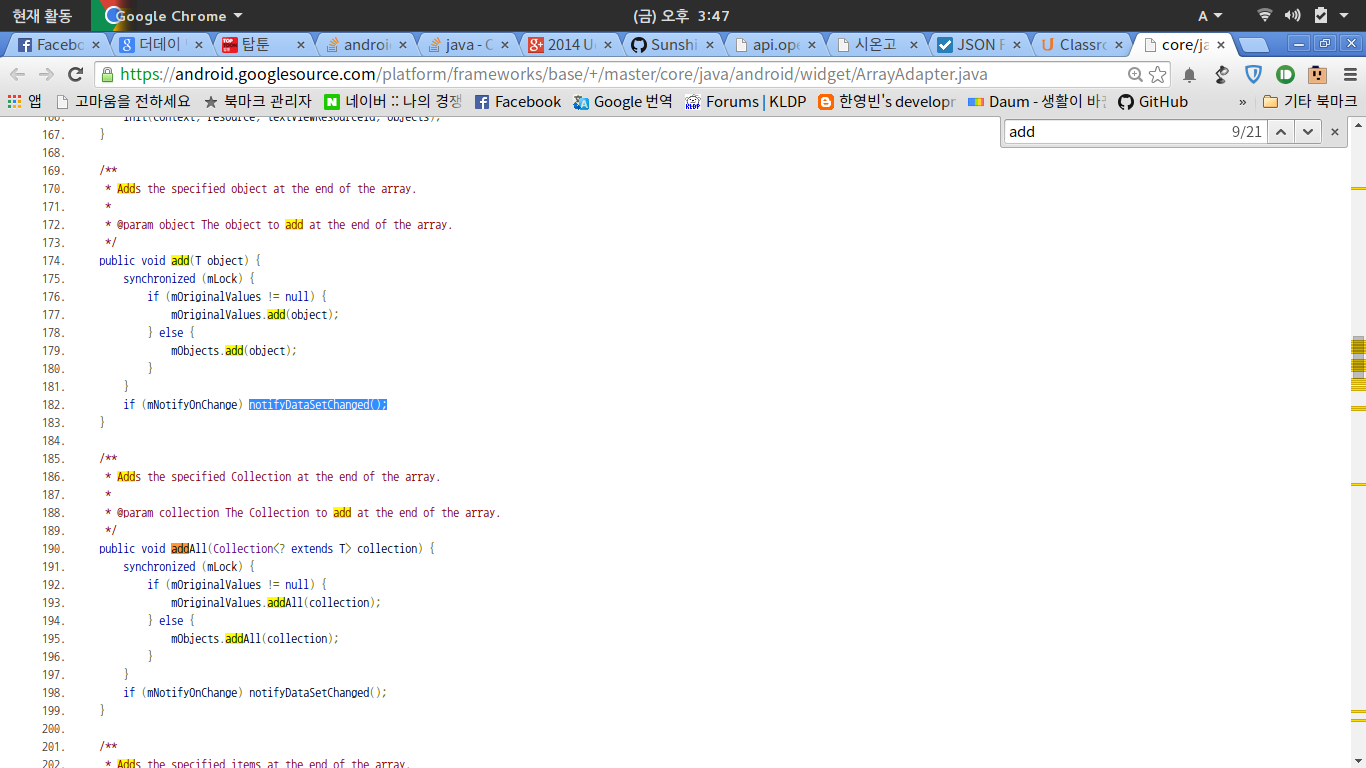 현재 활동 Google Chrome (금) 오후 3:47 A
Faceb 더데이 탑툰 androi java - C 2014 U Sunshi api.ope 시온고 JSON F Classro core/ja
https://android.googlesource.com/platform/frameworks/base/+/master/core/java/android/widget/ArrayAdapter.java
앱 고마움을 전하세요 북마크 관리자 네이버 :: 나의 경쟁 Facebook Google 번역 Forums | KLDP 한영빈's developr Daum - 생활이 바 GitHub » 기타 북마크
add 9/21
166. init(context, resource, textViewResourceId, objects);
167. }
168.
169. /**
170. * Adds the specified object at the end of the array.
171. *
172. * @param object The object to add at the end of the array.
173. */
174. public void add(T object) {
175. synchronized (mLock) {
176. if (mOriginalValues != null) {
177. mOriginalValues.add(object);
178. } else {
179. mObjects.add(object);
180. }
181. }
182. if (mNotifyOnChange) notifyDataSetChanged();
183. }
184.
185. /**
186. * Adds the specified Collection at the end of the array.
187. *
188. * @param collection The Collection to add at the end of the array.
189. */
190. public void addAll(Collection<? extends T> collection) {
191. synchronized (mLock) {
192. if (mOriginalValues != null) {
193. mOriginalValues.addAll(collection);
194. } else {
195. mObjects.addAll(collection);
196. }
197. }
198. if (mNotifyOnChange) notifyDataSetChanged();
199. }
200.
201. /**
202. * Adds the specified items at the end of the array.